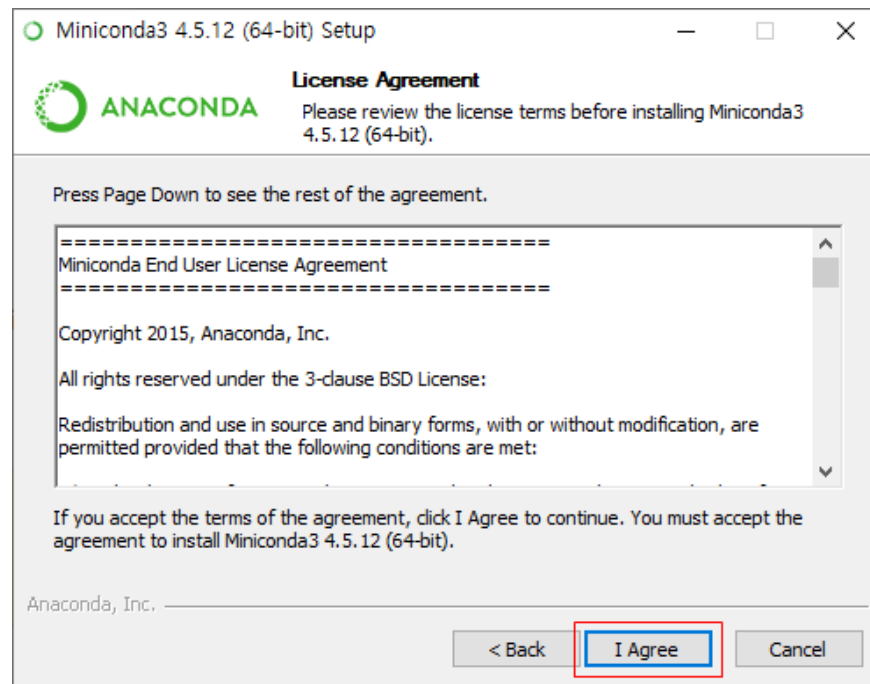 Miniconda3 4.5.12 (64-bit) Setup
ANACONDA
License Agreement
Please review the license terms before installing Miniconda3
4.5.12 (64-bit).
Press Page Down to see the rest of the agreement.
===================================
Miniconda End User License Agreement
===================================
Copyright 2015, Anaconda, Inc.
All rights reserved under the 3-clause BSD License:
Redistribution and use in source and binary forms, with or without modification, are
permitted provided that the following conditions are met:
If you accept the terms of the agreement, click I Agree to continue. You must accept the
agreement to install Miniconda3 4.5.12 (64-bit).
Anaconda, Inc.
< Back
I Agree
Cancel